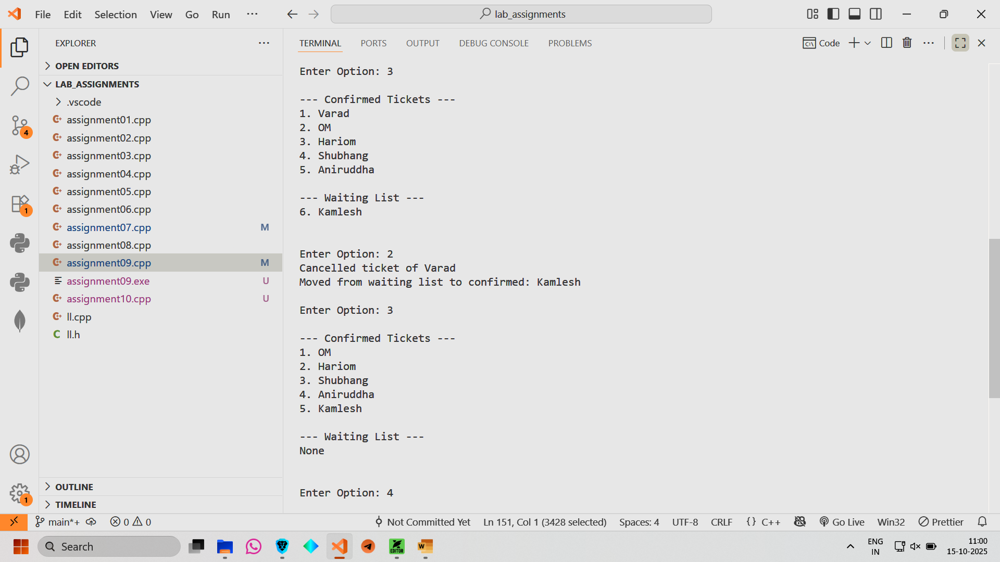 File Edit Selection View Go Run ···
lab_assignments
EXPLORER ···
OPEN EDITORS
LAB_ASSIGNMENTS
.vscode
assignment01.cpp
assignment02.cpp
assignment03.cpp
assignment04.cpp
assignment05.cpp
assignment06.cpp
assignment07.cpp M
assignment08.cpp
assignment09.cpp M
assignment09.exe U
assignment10.cpp U
ll.cpp
ll.h
OUTLINE
TIMELINE
4
1
1
TERMINAL PORTS OUTPUT DEBUG CONSOLE PROBLEMS
Code
Enter Option: 3
--- Confirmed Tickets ---
1. Varad
2. OM
3. Hariom
4. Shubhang
5. Aniruddha
--- Waiting List ---
6. Kamlesh
Enter Option: 2
Cancelled ticket of Varad
Moved from waiting list to confirmed: Kamlesh
Enter Option: 3
--- Confirmed Tickets ---
1. OM
2. Hariom
3. Shubhang
4. Aniruddha
5. Kamlesh
--- Waiting List ---
None
Enter Option: 4
main*+ 0 0 Not Committed Yet Ln 151, Col 1 (3428 selected) Spaces: 4 UTF-8 CRLF {} C++ Go Live Win32 Prettier
Search
EDITOR
W
ENG
IN
11:00
15-10-2025